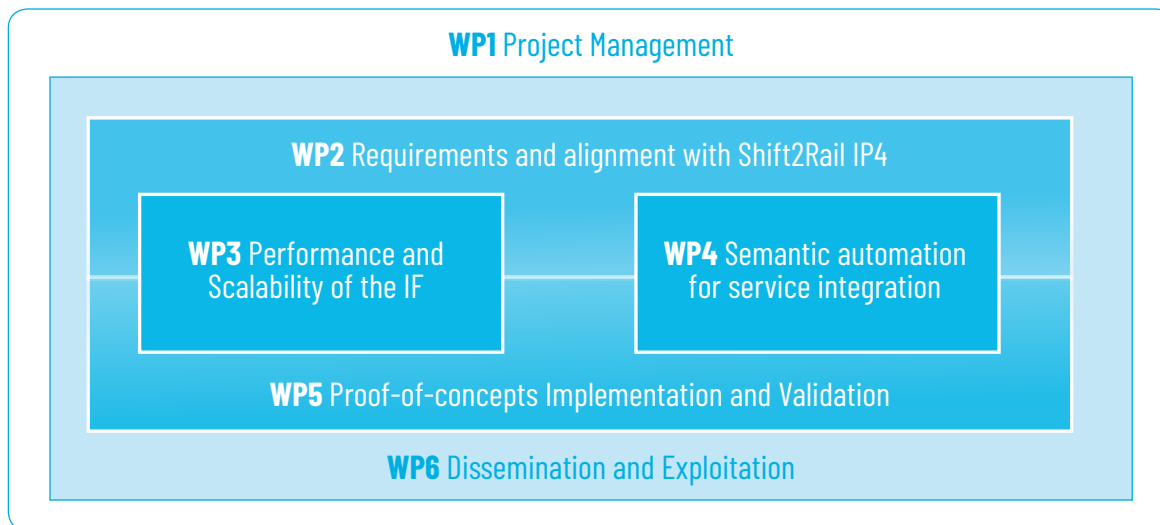 WP1 Project Management
WP2 Requirements and alignment with Shift2Rail IP4
WP3 Performance and
Scalability of the IF
WP4 Semantic automation
for service integration
WP5 Proof-of-concepts Implementation and Validation
WP6 Dissemination and Exploitation